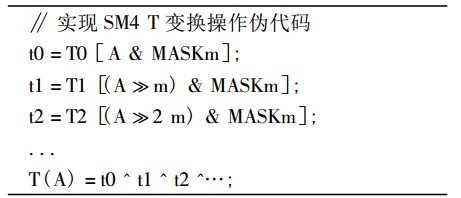 // 实现 SM4 T 变换操作伪代码
t0 = T0 [ A & MASKm ];
t1 = T1 [(A ≫ m) & MASKm];
t2 = T2 [(A ≫ 2 m) & MASKm];
...
T(A) = t0 ^ t1 ^ t2 ^…;